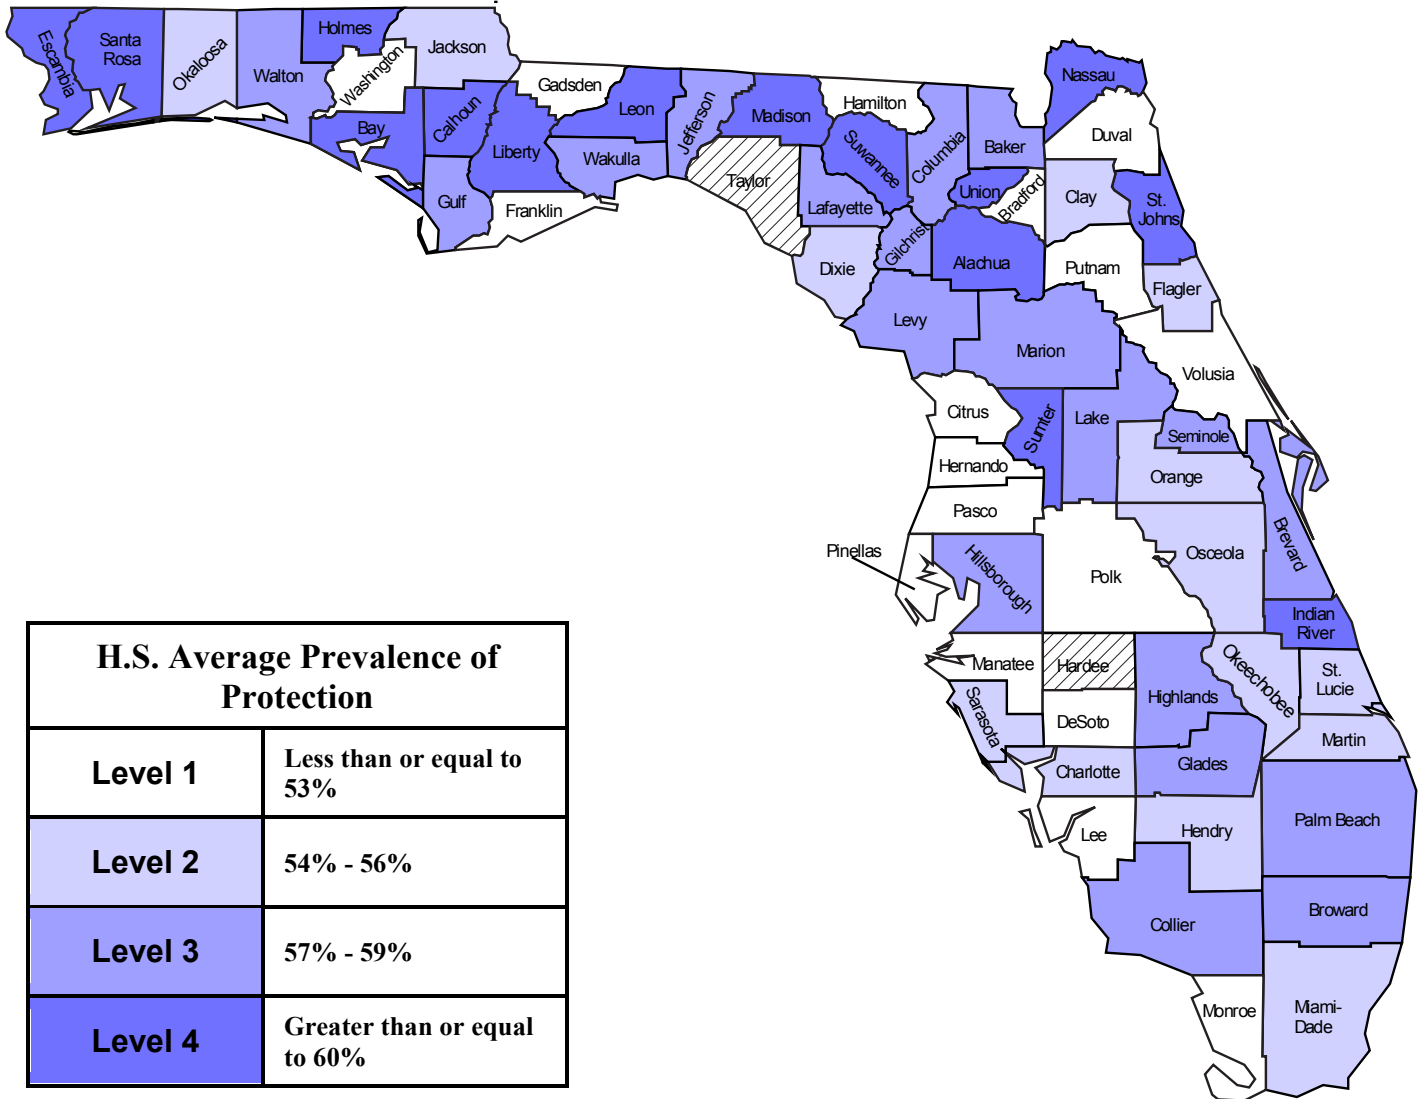 Escambia
Santa
Rosa
Okaloosa
Walton
Holmes
Washington
Jackson
Bay
Calhoun
Gulf
Liberty
Gadsden
Franklin
Leon
Wakulla
Jefferson
Madison
Taylor
Hamilton
Suwannee
Lafayette
Dixie
Columbia
Gilchrist
Baker
Union
Bradford
Alachua
Levy
Nassau
Duval
Clay
St.
Johns
Putnam
Flagler
Marion
Volusia
Citrus
Sumter
Lake
Seminole
Hernando
Orange
Pasco
Pinellas
Hillsborough
Polk
Osceola
Brevard
Indian
River
Manatee
Hardee
Highlands
Okeechobee
St.
Lucie
Sarasota
DeSoto
Martin
Charlotte
Glades
Lee
Hendry
Palm Beach
Collier
Broward
Monroe
Miami-
Dade
H.S. Average Prevalence of
Protection
Level 1
Less than or equal to
53%
Level 2
54% - 56%
Level 3
57% - 59%
Level 4
Greater than or equal
to 60%